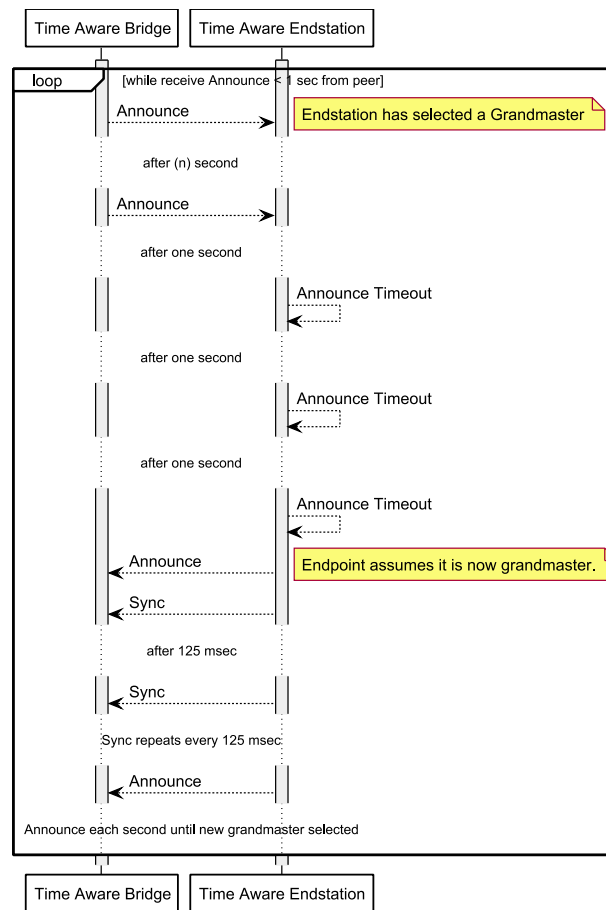 Time Aware Bridge
Time Aware Endstation
loop
[while receive Announce < 1 sec from peer]
Announce
Endstation has selected a Grandmaster
after (n) second
Announce
after one second
Announce Timeout
after one second
Announce Timeout
after one second
Announce Timeout
Announce
Endpoint assumes it is now grandmaster.
Sync
after 125 msec
Sync
Sync repeats every 125 msec
Announce
Announce each second until new grandmaster selected
Time Aware Bridge
Time Aware Endstation